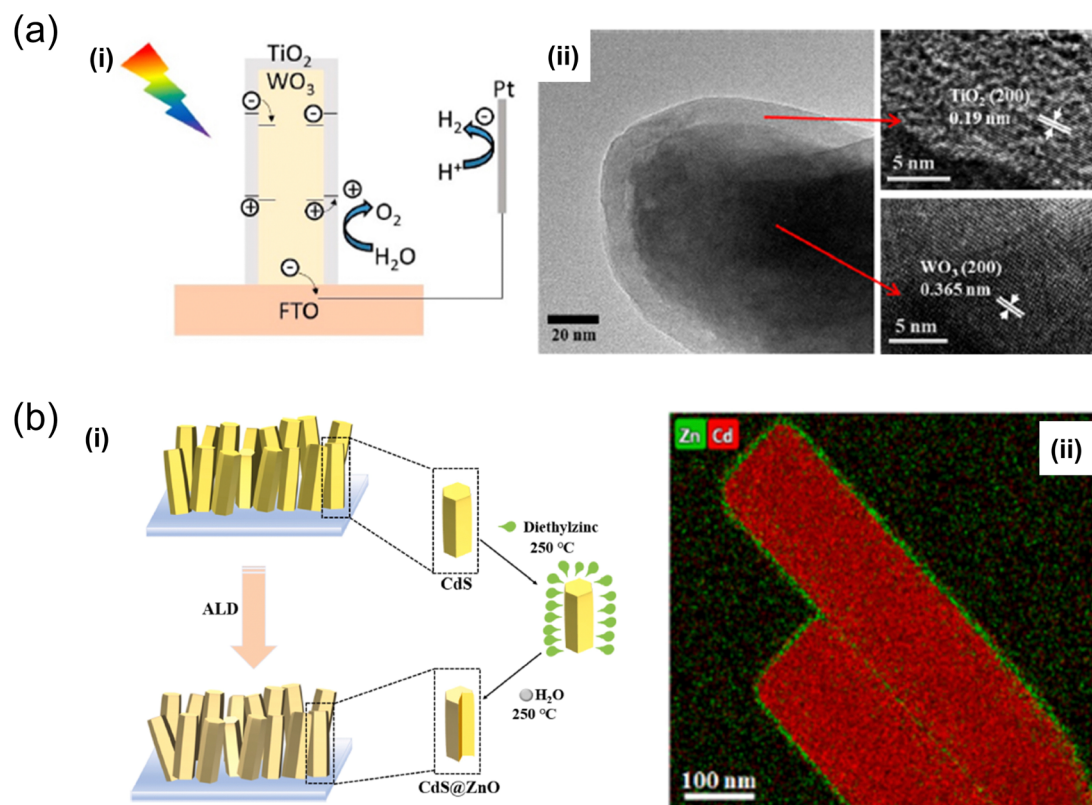 (a)
(i)
TiO₂
WO₃
⊖
⊖
⊕
⊕
⊕
O₂
H₂O
⊖
FTO
Pt
⊖
H₂
H⁺
(ii)
20 nm
TiO₂ (200)
0.19 nm
5 nm
WO₃ (200)
0.365 nm
5 nm
(b)
(i)
ALD
CdS
Diethylzinc
250 °C
H₂O
250 °C
CdS@ZnO
Zn Cd
(ii)
100 nm